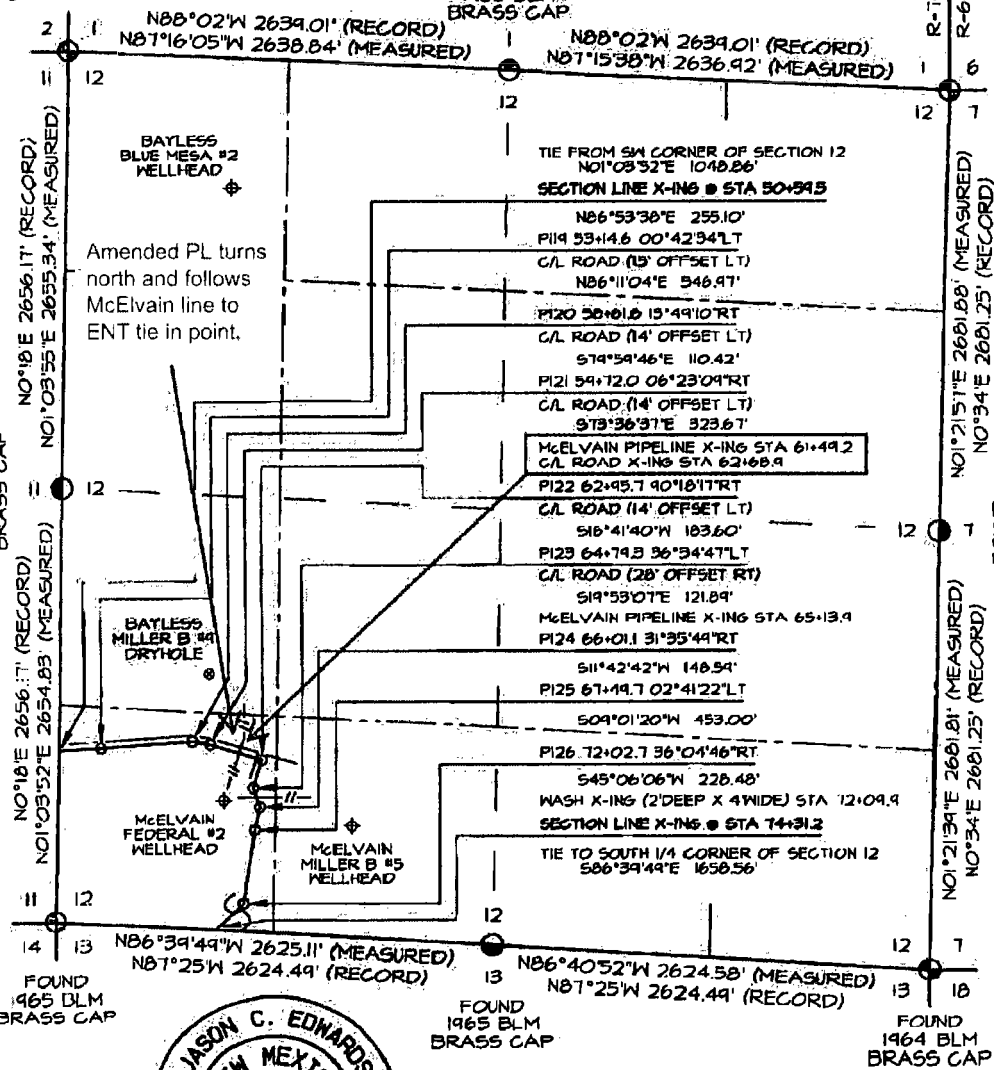 BRASS CAP
N88°02'W 2639.01' (RECORD)
N87°16'05"W 2638.84' (MEASURED)
N88°02'W 2639.01' (RECORD)
N87°15'38"W 2636.92' (MEASURED)
R-6
2 1
11 12
1
12
1 6
12 7
BAYLESS
BLUE MESA #2
WELLHEAD
Amended PL turns
north and follows
McElvain line to
ENT tie in point.
TIE FROM SW CORNER OF SECTION 12
N01°03'52"E 1048.86'
SECTION LINE X-ING @ STA 50+59.5
N86°53'38"E 255.10'
PI19 53+14.6 00°42'34"LT
C/L ROAD (15' OFFSET LT)
N86°11'04"E 546.97'
PI20 58+61.6 13°49'10"RT
C/L ROAD (14' OFFSET LT)
S79°59'46"E 110.42'
PI21 59+72.0 06°23'09"RT
C/L ROAD (14' OFFSET LT)
S73°36'37"E 323.67'
McELVAIN PIPELINE X-ING STA 61+49.2
C/L ROAD X-ING STA 62+68.9
PI22 62+95.7 90°18'17"RT
C/L ROAD (14' OFFSET LT)
S16°41'40"W 183.60'
PI23 64+79.3 36°34'47"LT
C/L ROAD (28' OFFSET RT)
S19°53'07"E 121.89'
McELVAIN PIPELINE X-ING STA 65+13.9
PI24 66+01.1 31°35'49"RT
S11°42'42"W 148.59'
PI25 67+49.7 02°41'22"LT
S09°01'20"W 453.00'
PI26 72+02.7 36°04'46"RT
S45°06'06"W 228.48'
WASH X-ING (2'DEEP X 4'WIDE) STA 72+09.9
SECTION LINE X-ING @ STA 74+31.2
TIE TO SOUTH 1/4 CORNER OF SECTION 12
S86°39'49"E 1658.56'
N0°18'E 2656.17' (RECORD)
N01°03'55"E 2655.34' (MEASURED)
N01°21'57"E 2681.88' (MEASURED)
N0°34'E 2681.25' (RECORD)
CAP
11 12
12 7
BAYLESS
MILLER B #4
DRYHOLE
N0°18'E 2656.17' (RECORD)
N01°03'52"E 2654.83' (MEASURED)
N01°21'39"E 2681.81' (MEASURED)
N0°34'E 2681.25' (RECORD)
McELVAIN
FEDERAL #2
WELLHEAD
McELVAIN
MILLER B #5
WELLHEAD
11 12
14 13
12
13
12 7
13 18
N86°39'49"W 2625.11' (MEASURED)
N87°25'W 2624.49' (RECORD)
N86°40'52"W 2624.58' (MEASURED)
N87°25'W 2624.49' (RECORD)
FOUND
1965 BLM
BRASS CAP
FOUND
1965 BLM
BRASS CAP
FOUND
1964 BLM
BRASS CAP
JASON C. EDWARDS